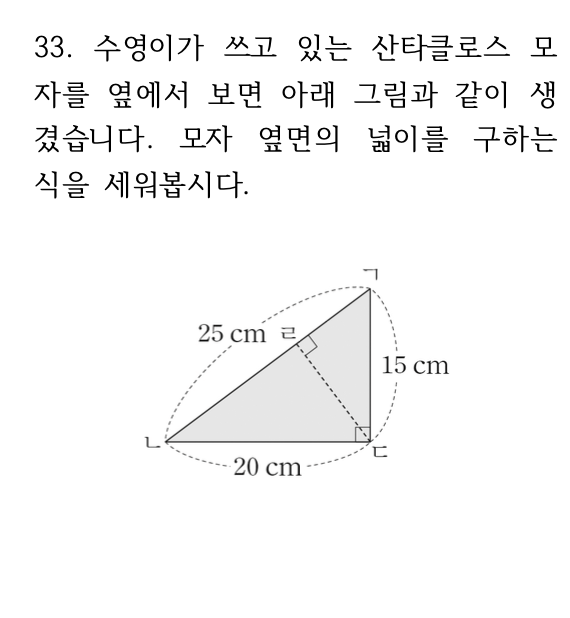 33. 수영이가 쓰고 있는 산타클로스 모
자를 옆에서 보면 아래 그림과 같이 생
겼습니다. 모자 옆면의 넓이를 구하는
식을 세워봅시다.
ㄱ
25 cm ㄹ
15 cm
ㄴ
ㄷ
20 cm